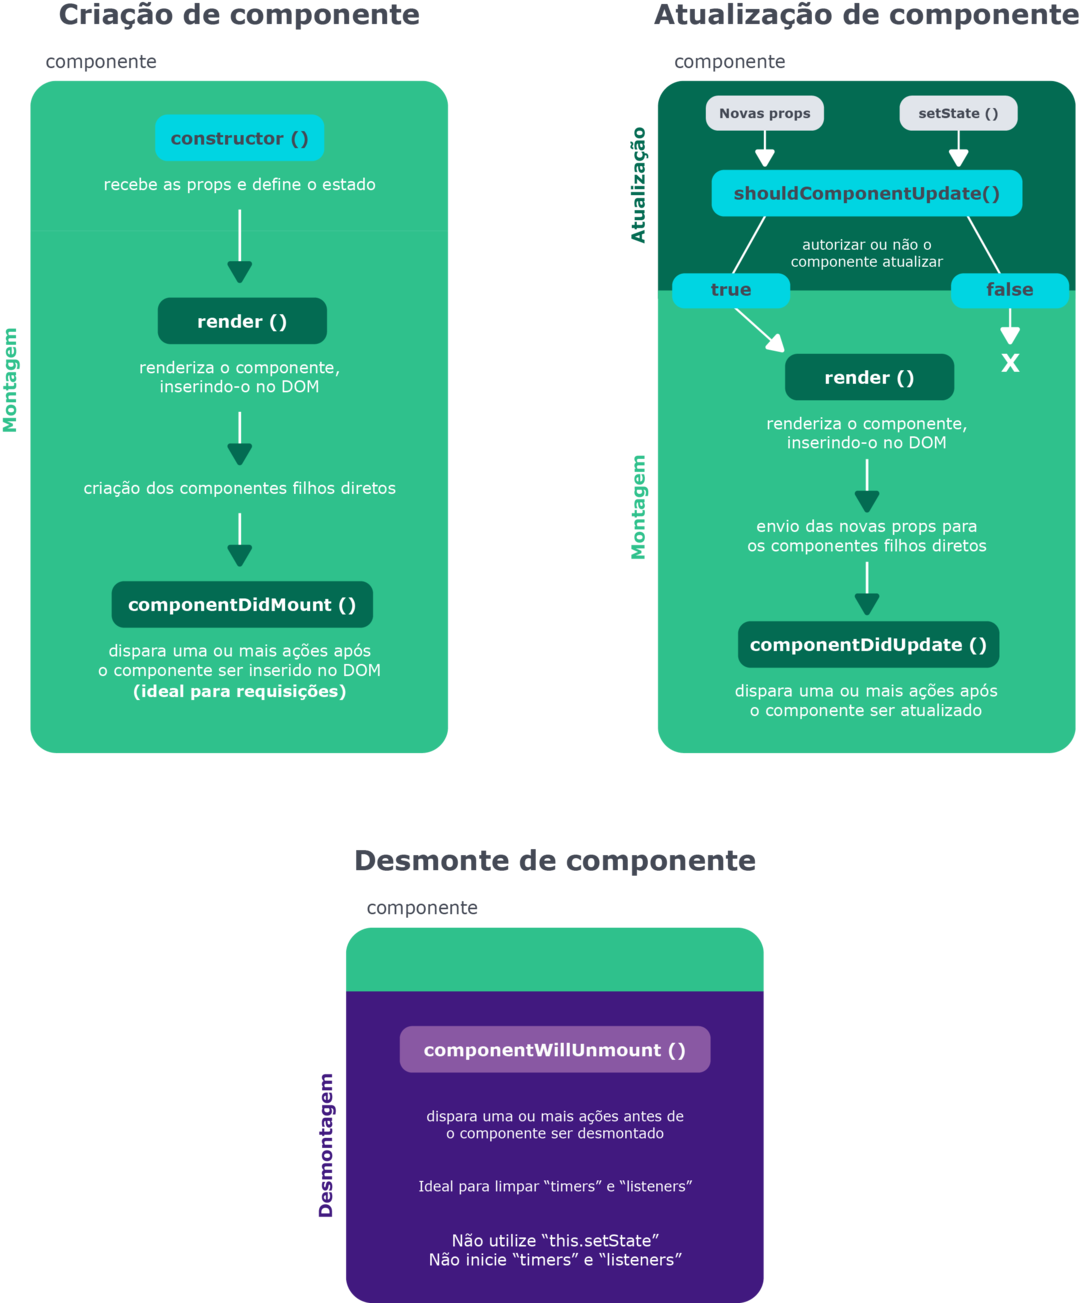 Criação de componente
componente
Montagem
constructor ()
recebe as props e define o estado
render ()
renderiza o componente,
inserindo-o no DOM
criação dos componentes filhos diretos
componentDidMount ()
dispara uma ou mais ações após
o componente ser inserido no DOM
(ideal para requisições)
Atualização de componente
componente
Atualização
Novas props
setState ()
shouldComponentUpdate()
autorizar ou não o
componente atualizar
true
false
X
Montagem
render ()
renderiza o componente,
inserindo-o no DOM
envio das novas props para
os componentes filhos diretos
componentDidUpdate ()
dispara uma ou mais ações após
o componente ser atualizado
Desmonte de componente
componente
Desmontagem
componentWillUnmount ()
dispara uma ou mais ações antes de
o componente ser desmontado
Ideal para limpar “timers” e “listeners”
Não utilize “this.setState”
Não inicie “timers” e “listeners”